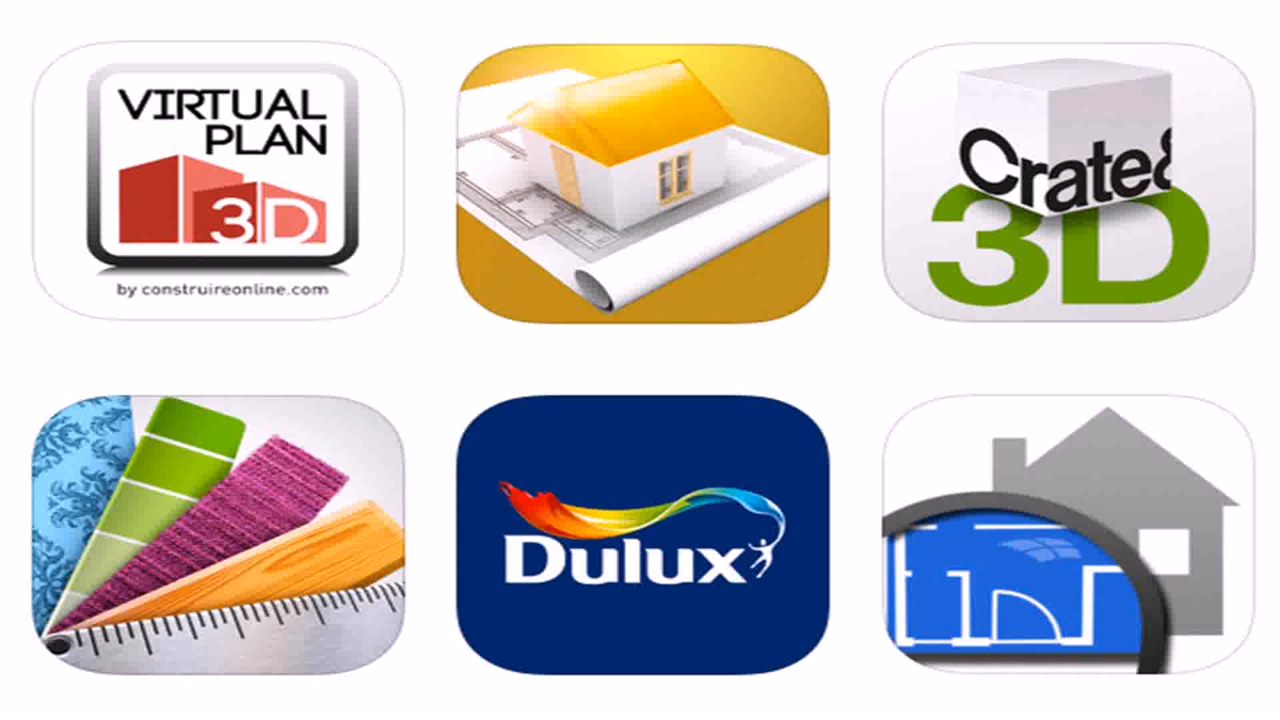 VIRTUAL
PLAN
3D
by construireonline.com
Crate&
3D
Dulux